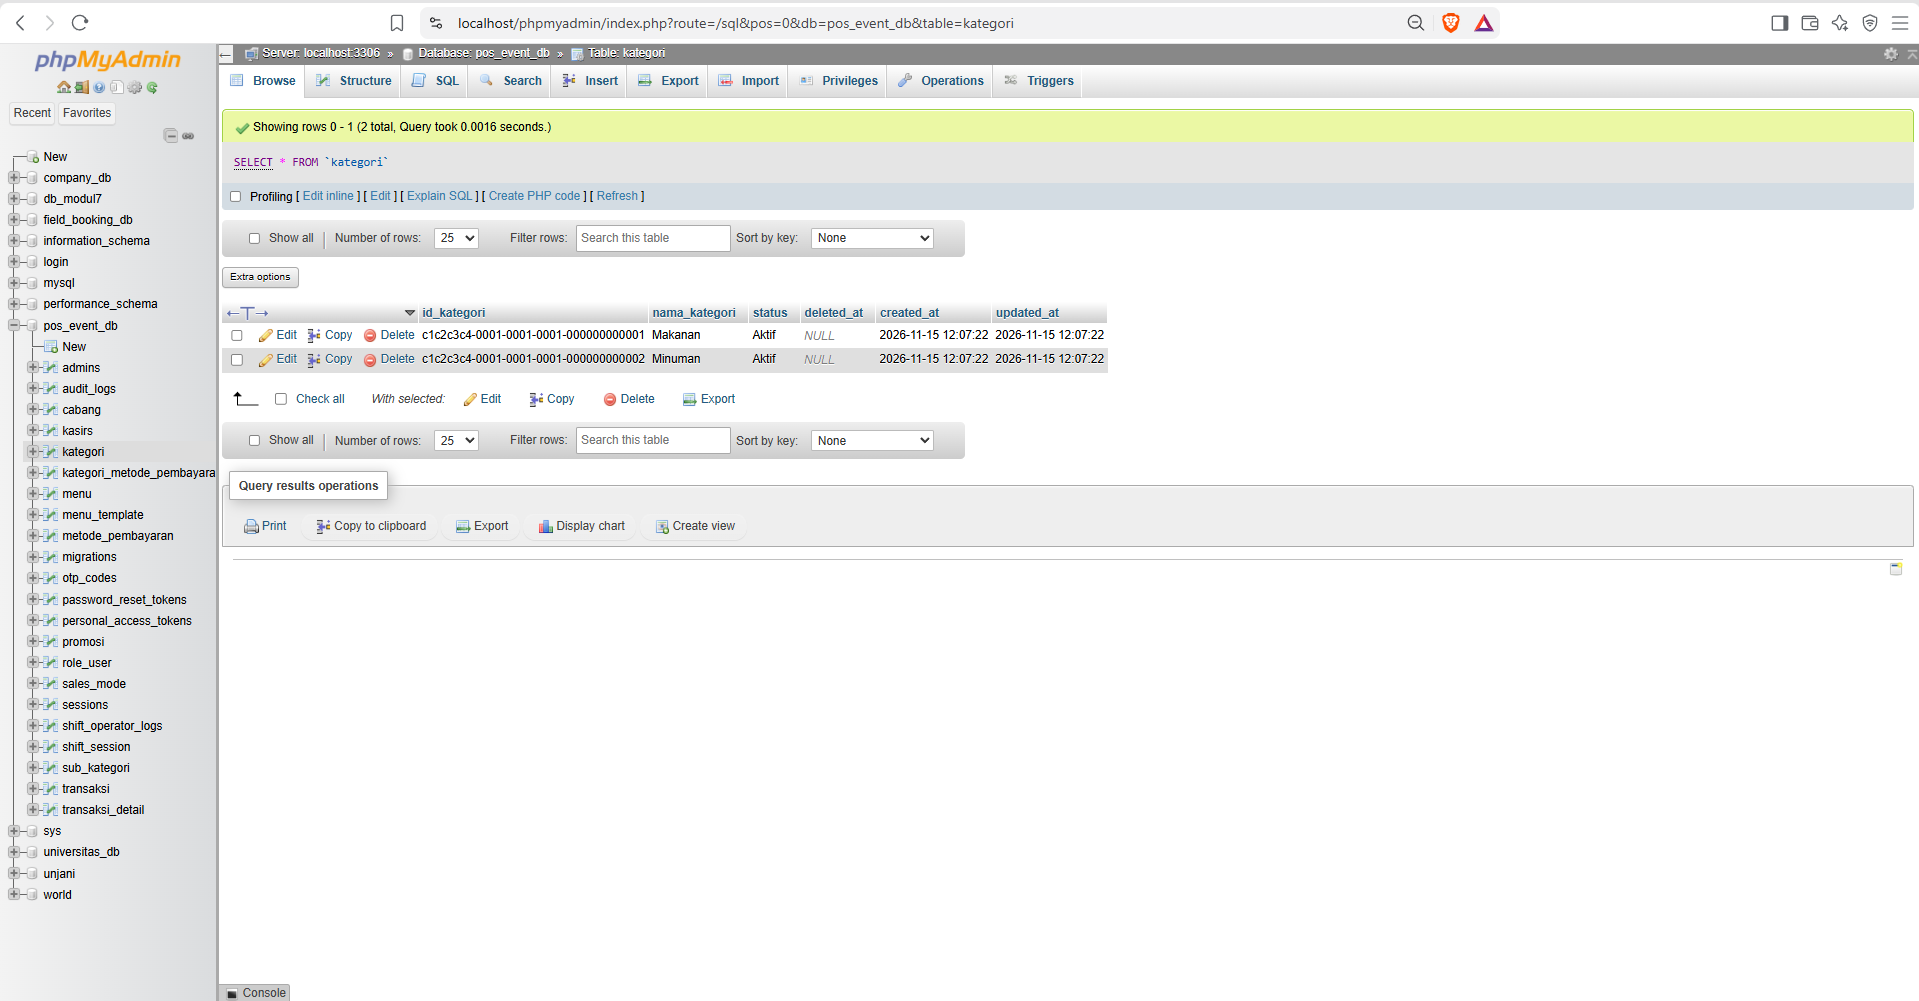 localhost/phpmyadmin/index.php?route=/sql&pos=0&db=pos_event_db&table=kategori
phpMyAdmin
Recent Favorites
New
company_db
db_modul7
field_booking_db
information_schema
login
mysql
performance_schema
pos_event_db
New
admins
audit_logs
cabang
kasirs
kategori
kategori_metode_pembayara
menu
menu_template
metode_pembayaran
migrations
otp_codes
password_reset_tokens
personal_access_tokens
promosi
role_user
sales_mode
sessions
shift_operator_logs
shift_session
sub_kategori
transaksi
transaksi_detail
sys
universitas_db
unjani
world
Server: localhost:3306 » Database: pos_event_db » Table: kategori
Browse Structure SQL Search Insert Export Import Privileges Operations Triggers
Showing rows 0 - 1 (2 total, Query took 0.0016 seconds.)
SELECT * FROM `kategori`
Profiling [ Edit inline ] [ Edit ] [ Explain SQL ] [ Create PHP code ] [ Refresh ]
Show all | Number of rows: 25 Filter rows: Search this table Sort by key: None
Extra options
←T→ id_kategori nama_kategori status deleted_at created_at updated_at
Edit Copy Delete c1c2c3c4-0001-0001-0001-000000000001 Makanan Aktif NULL 2026-11-15 12:07:22 2026-11-15 12:07:22
Edit Copy Delete c1c2c3c4-0001-0001-0001-000000000002 Minuman Aktif NULL 2026-11-15 12:07:22 2026-11-15 12:07:22
Check all With selected: Edit Copy Delete Export
Show all | Number of rows: 25 Filter rows: Search this table Sort by key: None
Query results operations
Print Copy to clipboard Export Display chart Create view
Console